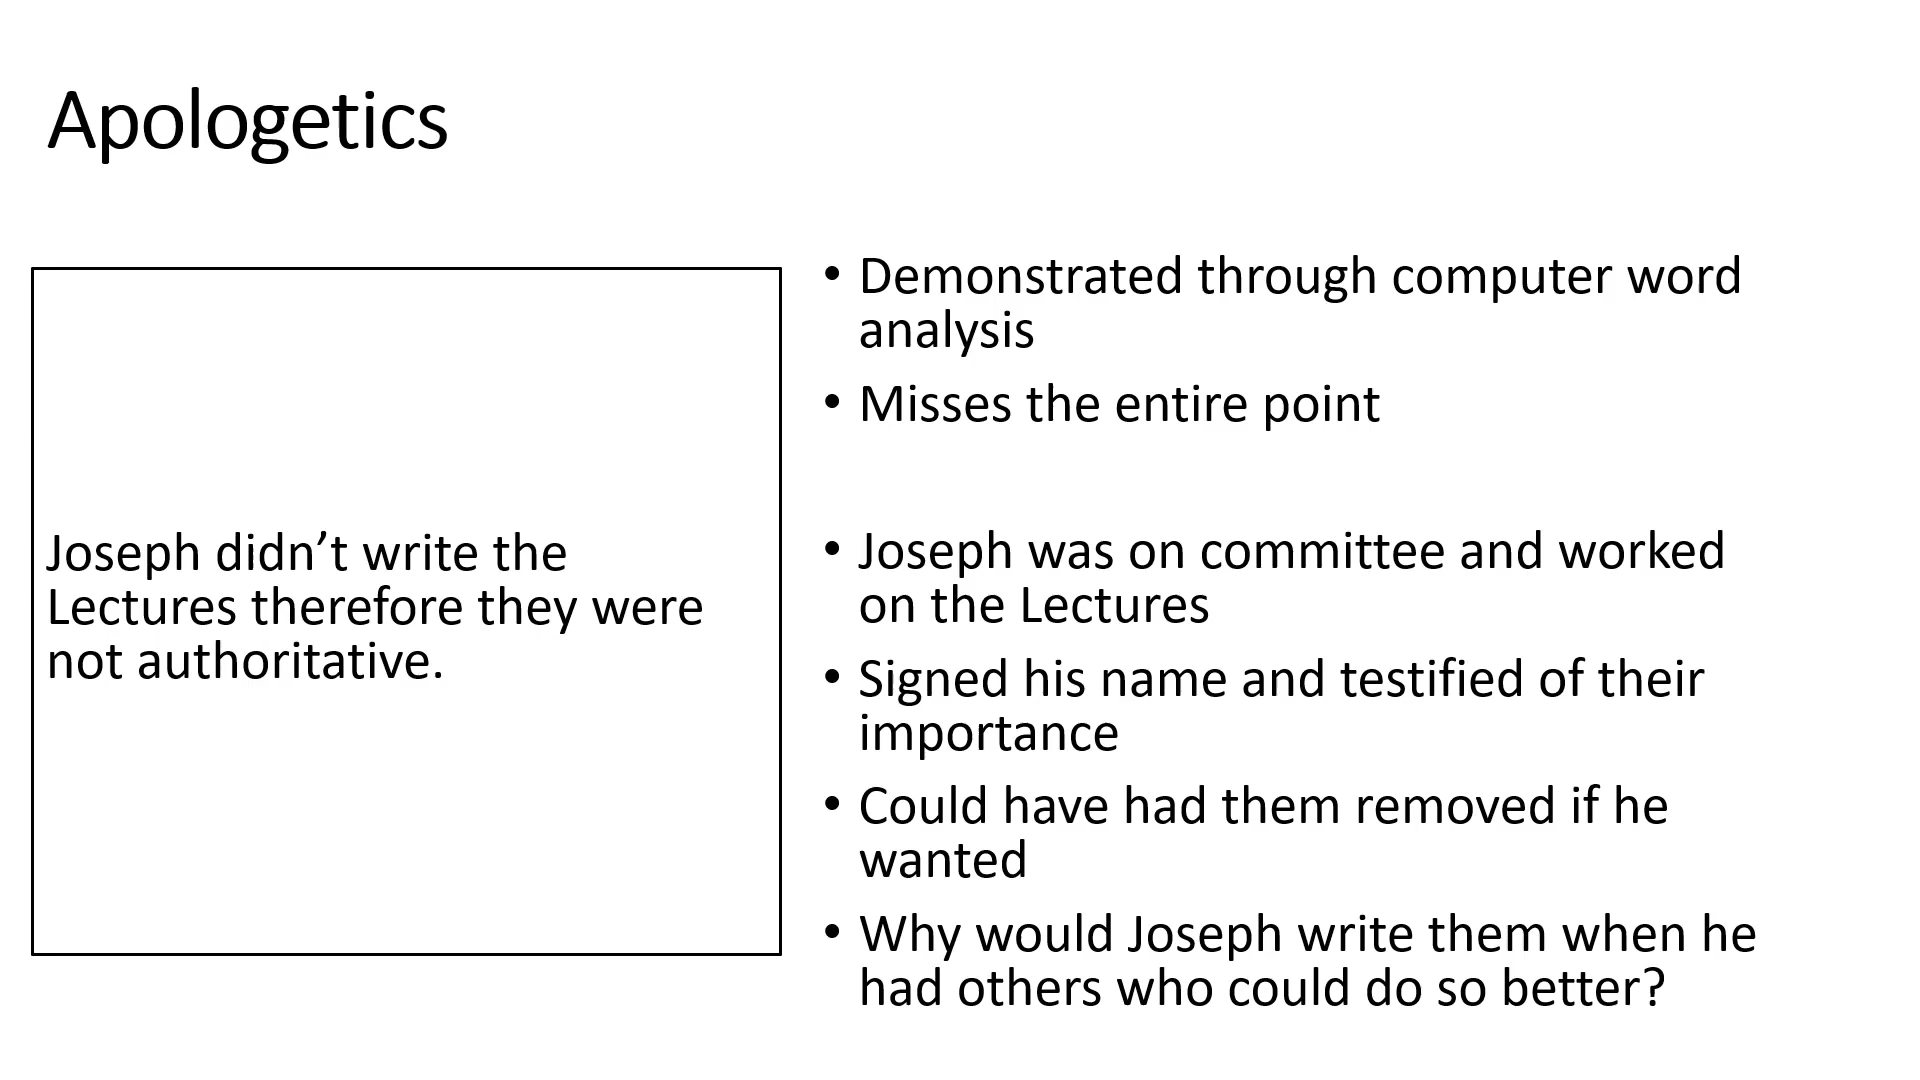 Apologetics
Joseph didn’t write the
Lectures therefore they were
not authoritative.
• Demonstrated through computer word
analysis
• Misses the entire point
• Joseph was on committee and worked
on the Lectures
• Signed his name and testified of their
importance
• Could have had them removed if he
wanted
• Why would Joseph write them when he
had others who could do so better?